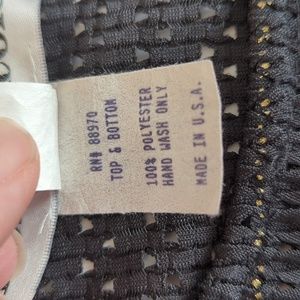 RN# 88970
TOP & BOTTOM
100% POLYESTER
HAND WASH ONLY
MADE IN U.S.A.